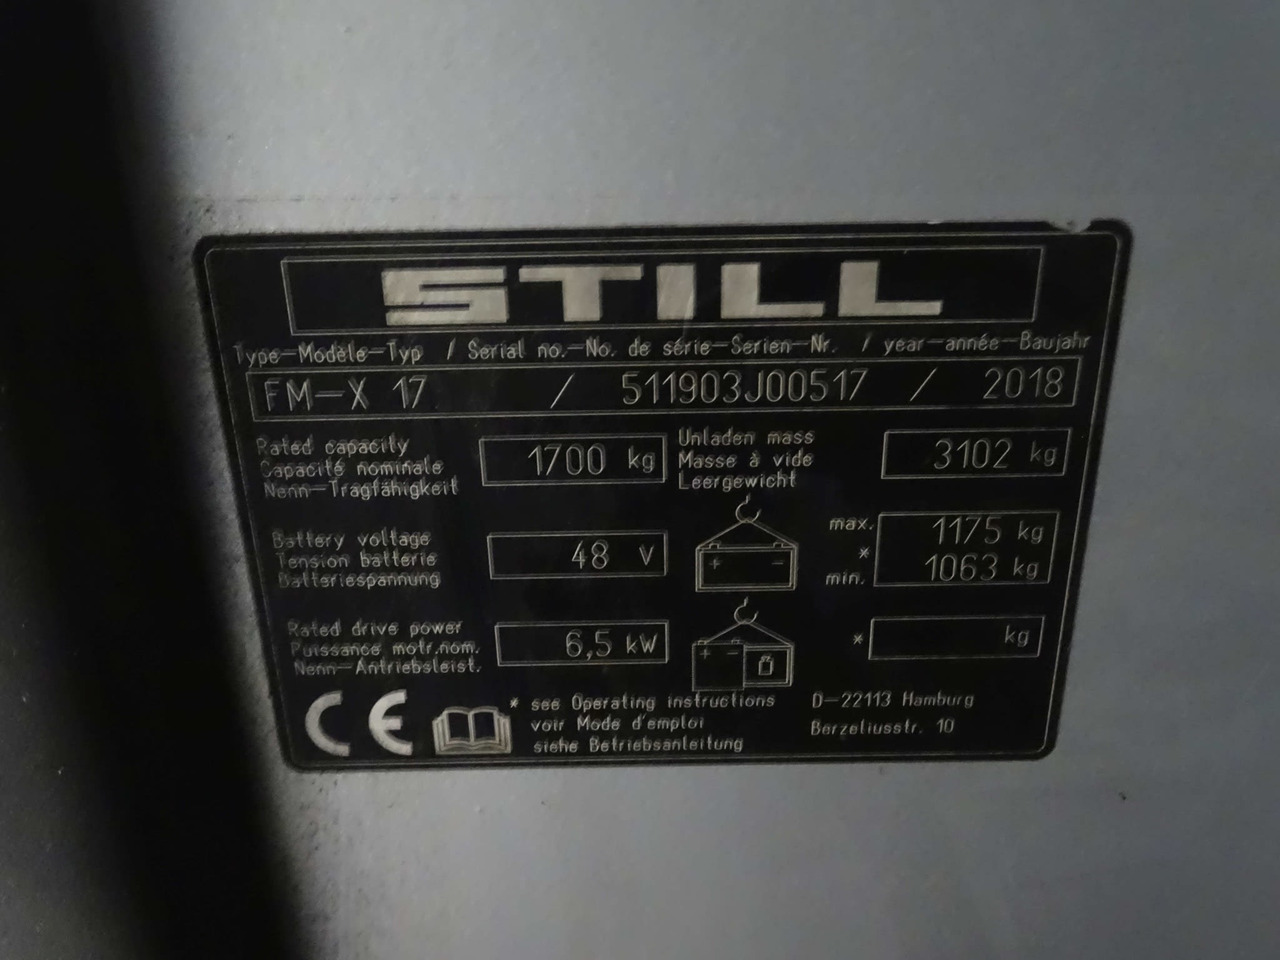 STILL
Type-Modèle-Typ / Serial no.-No. de série-Serien-Nr. / year-année-Baujahr
FM-X 17 / 511903J00517 / 2018
Rated capacity
Capacité nominale
Nenn-Tragfähigkeit
1700 kg
Unladen mass
Masse à vide
Leergewicht
3102 kg
Battery voltage
Tension batterie
Batteriespannung
48 V
+ -
max.
*
min.
1175 kg
1063 kg
Rated drive power
Puissance motr.nom.
Nenn-Antriebsleist.
6,5 kW
+ -
* kg
CE
* see Operating instructions
voir Mode d'emploi
siehe Betriebsanleitung
D-22113 Hamburg
Berzeliusstr. 10